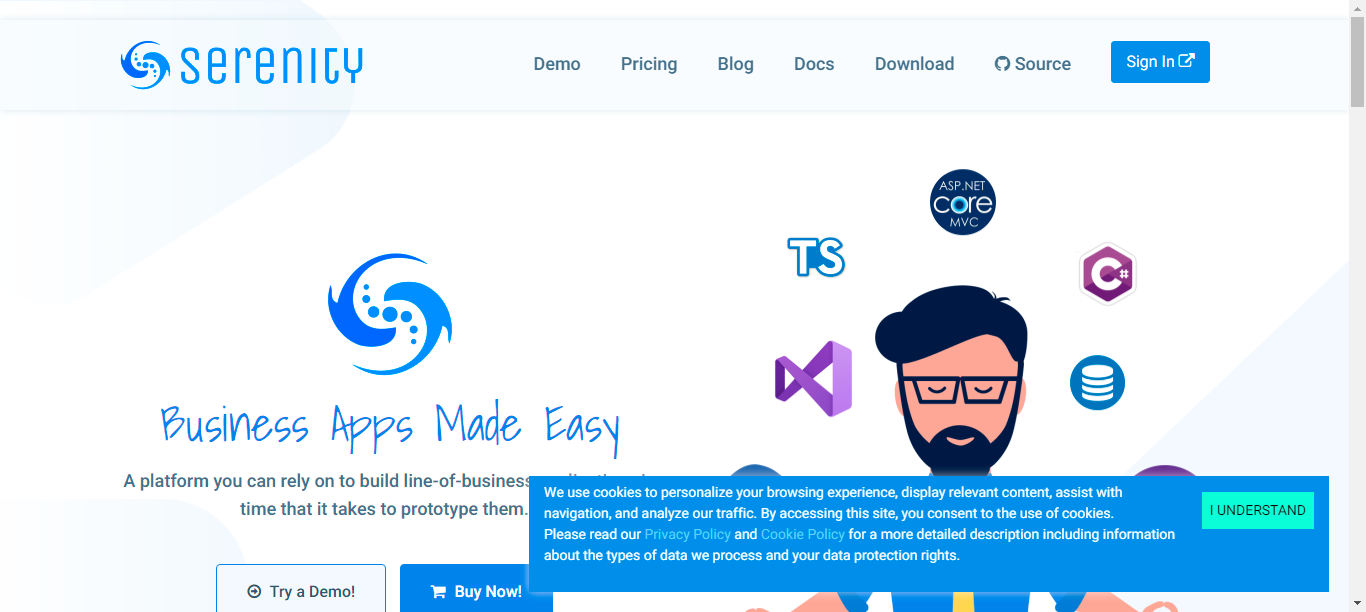 serenity
Demo
Pricing
Blog
Docs
Download
Source
Sign In
ASP.NET
core
MVC
TS
C#
Business Apps Made Easy
A platform you can rely on to build line-of-business
time that it takes to prototype them.
Try a Demo!
Buy Now!
We use cookies to personalize your browsing experience, display relevant content, assist with
navigation, and analyze our traffic. By accessing this site, you consent to the use of cookies.
Please read our Privacy Policy and Cookie Policy for a more detailed description including information
about the types of data we process and your data protection rights.
I UNDERSTAND